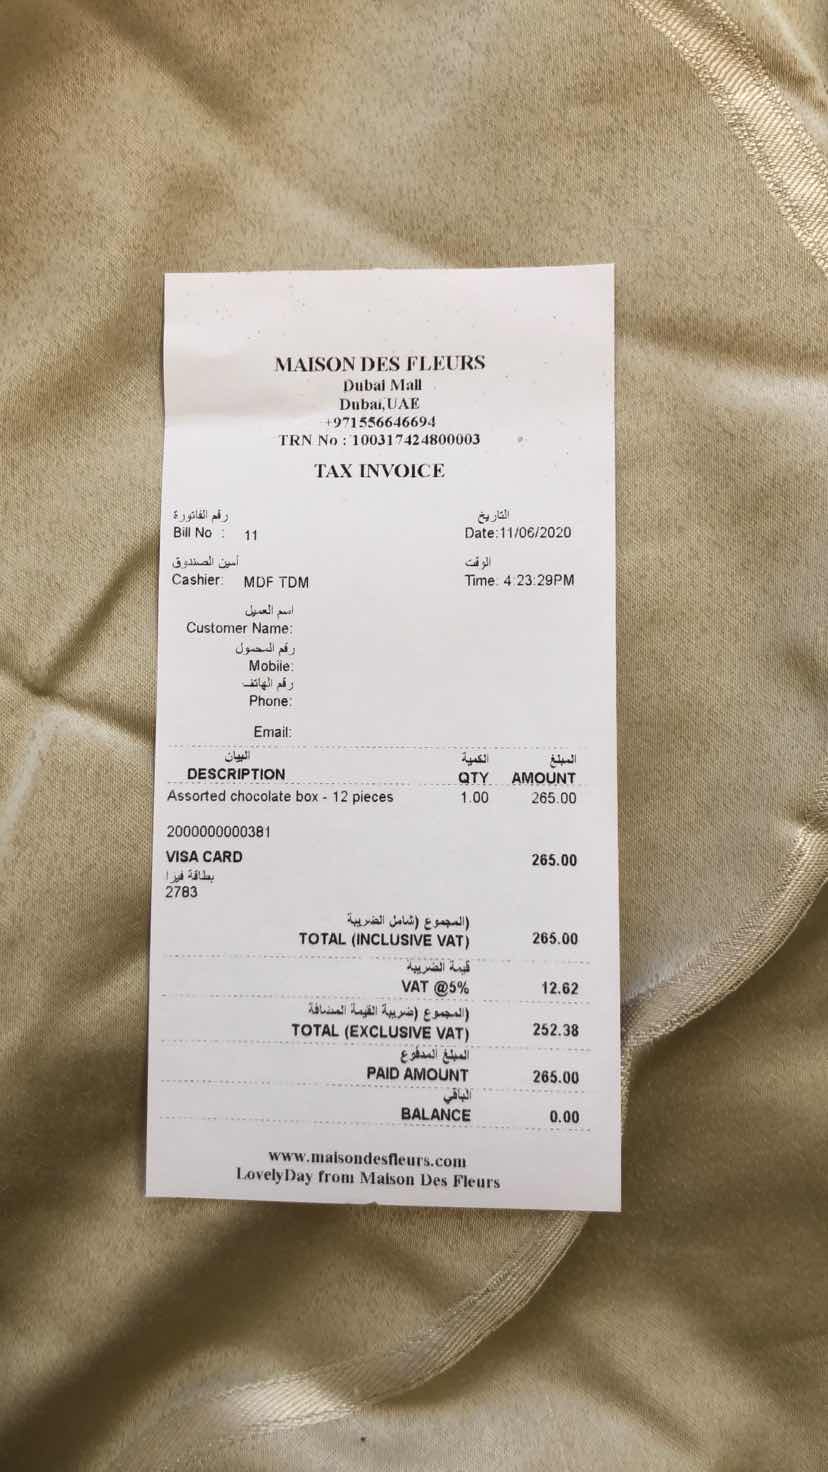 MAISON DES FLEURS
Dubai Mall
Dubai,UAE
+971556646694
TRN No : 100317424800003
TAX INVOICE
رقم الفاتورة التاريخ
Bill No : 11 Date:11/06/2020
أمين الصندوق الوقت
Cashier: MDF TDM Time: 4:23:29PM
اسم العميل
Customer Name:
رقم المحمول
Mobile:
رقم الهاتف
Phone:
Email:
البيان الكمية المبلغ
DESCRIPTION QTY AMOUNT
Assorted chocolate box - 12 pieces 1.00 265.00
2000000000381
VISA CARD 265.00
بطاقة فيزا
2783
(المجموع (شامل الضريبة
TOTAL (INCLUSIVE VAT) 265.00
قيمة الضريبة
VAT @5% 12.62
(المجموع (ضريبة القيمة المضافة
TOTAL (EXCLUSIVE VAT) 252.38
المبلغ المدفوع
PAID AMOUNT 265.00
الباقي
BALANCE 0.00
www.maisondesfleurs.com
LovelyDay from Maison Des Fleurs